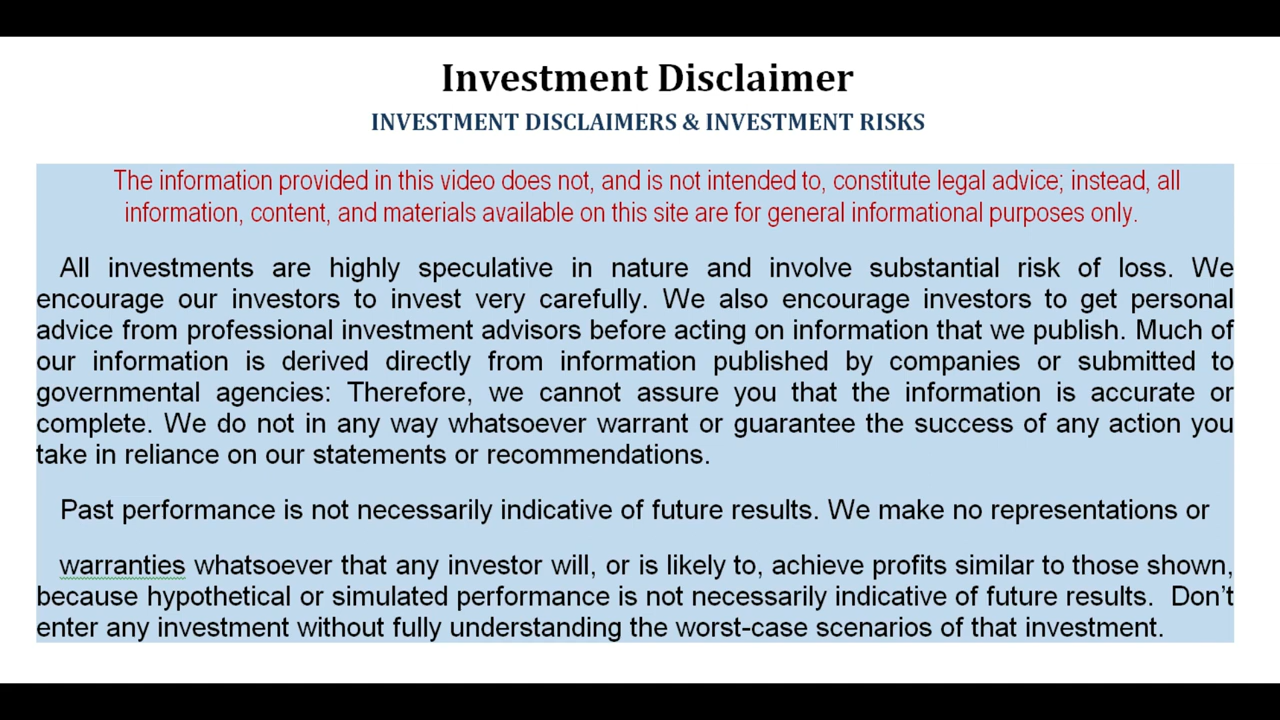 Investment Disclaimer
INVESTMENT DISCLAIMERS & INVESTMENT RISKS
The information provided in this video does not, and is not intended to, constitute legal advice; instead, all
information, content, and materials available on this site are for general informational purposes only.
All investments are highly speculative in nature and involve substantial risk of loss. We
encourage our investors to invest very carefully. We also encourage investors to get personal
advice from professional investment advisors before acting on information that we publish. Much of
our information is derived directly from information published by companies or submitted to
governmental agencies: Therefore, we cannot assure you that the information is accurate or
complete. We do not in any way whatsoever warrant or guarantee the success of any action you
take in reliance on our statements or recommendations.
Past performance is not necessarily indicative of future results. We make no representations or
warranties whatsoever that any investor will, or is likely to, achieve profits similar to those shown,
because hypothetical or simulated performance is not necessarily indicative of future results. Don’t
enter any investment without fully understanding the worst-case scenarios of that investment.